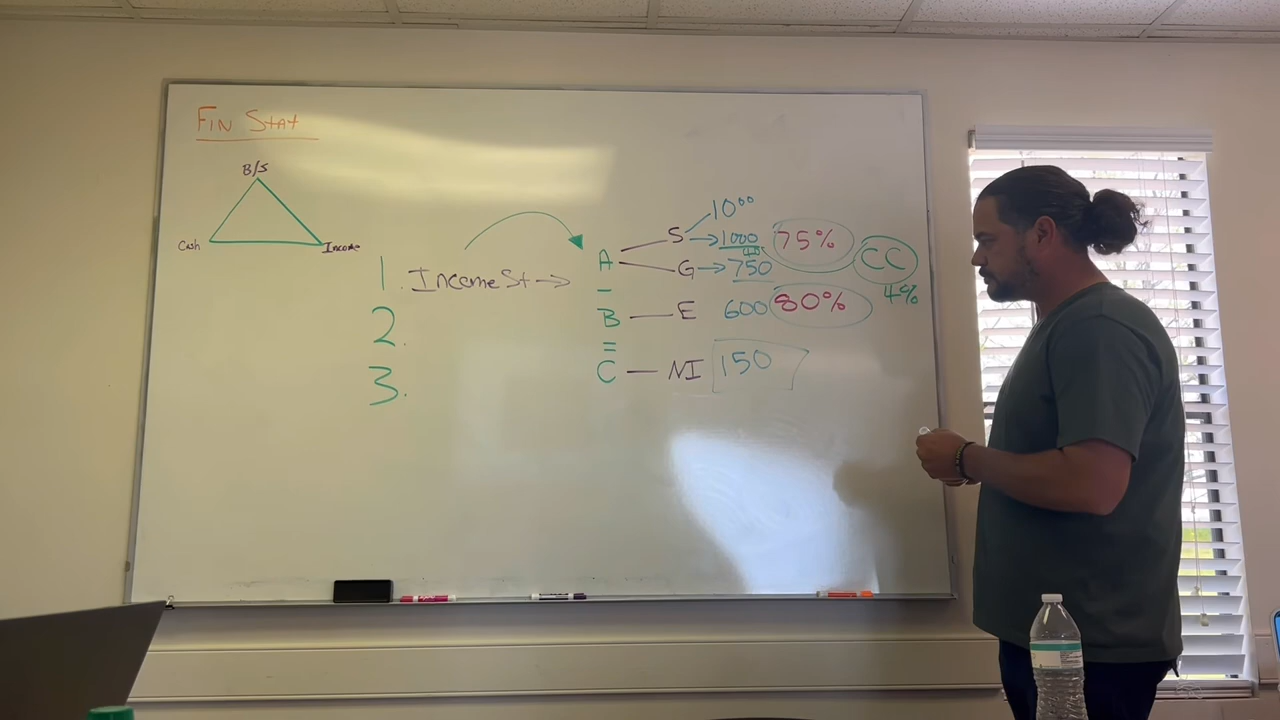 FIN STAT
B/S
Cash
Income
1. Income St →
2.
3.
A
S
10⁰⁰
→ 1000
75%
G → 750
CC
4%
—
B — E 600 80%
=
C — NI 150